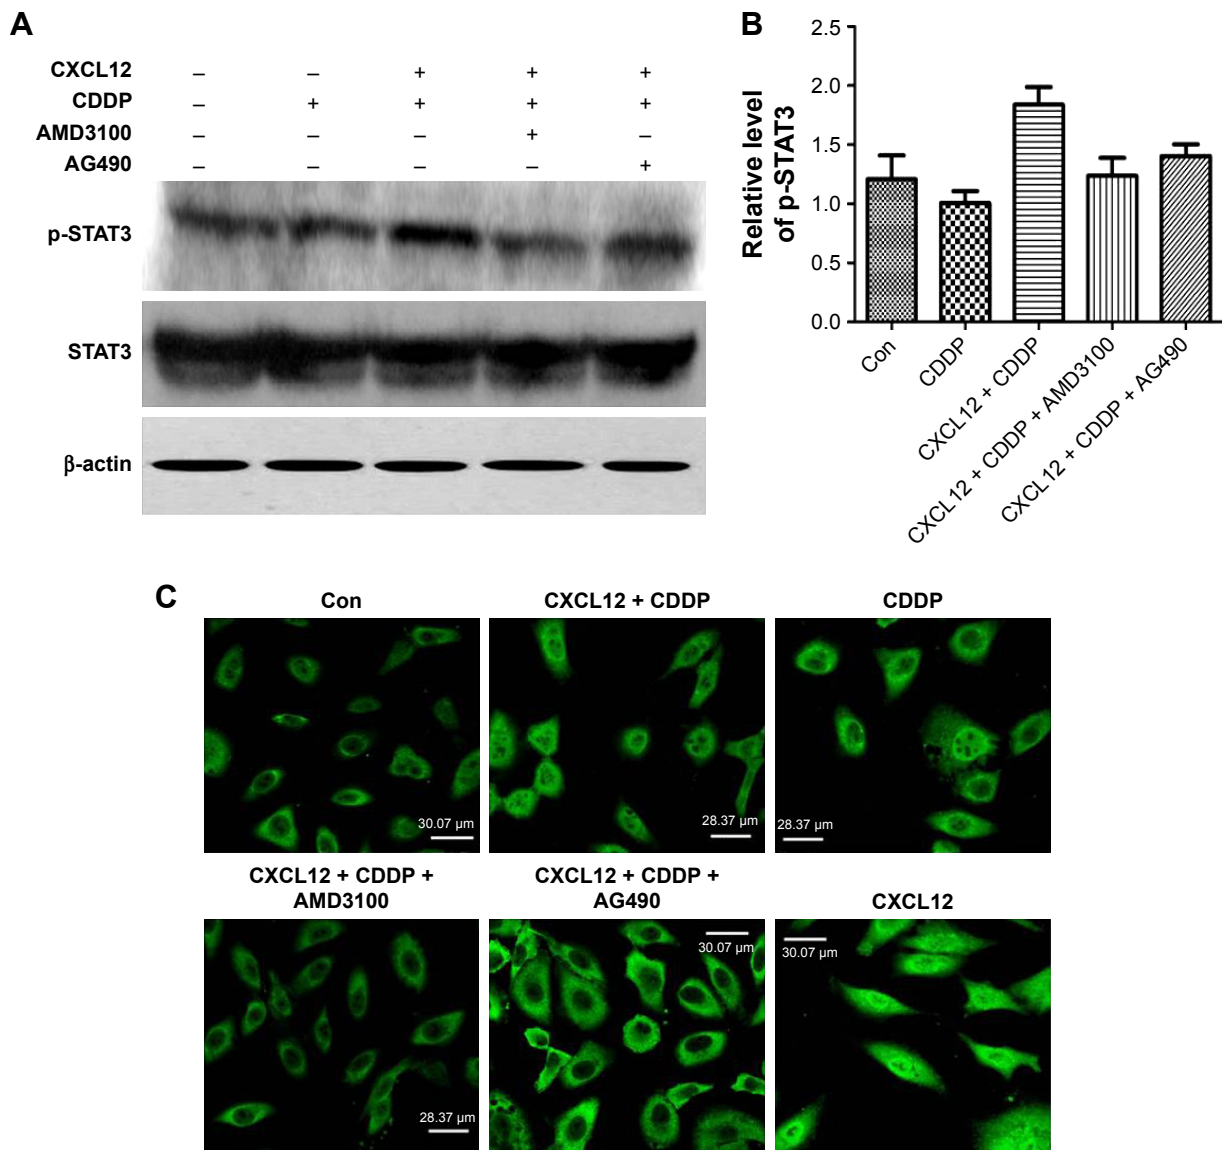 A
CXCL12 – – + + +
CDDP – + + + +
AMD3100 – – – + –
AG490 – – – – +
p-STAT3
STAT3
β-actin
B
Relative level
of p-STAT3
2.5
2.0
1.5
1.0
0.5
0.0
Con
CDDP
CXCL12 + CDDP
CXCL12 + CDDP + AMD3100
CXCL12 + CDDP + AG490
C
Con
CXCL12 + CDDP
CDDP
30.07 µm
28.37 µm
28.37 µm
CXCL12 + CDDP +
AMD3100
CXCL12 + CDDP +
AG490
CXCL12
28.37 µm
30.07 µm
30.07 µm